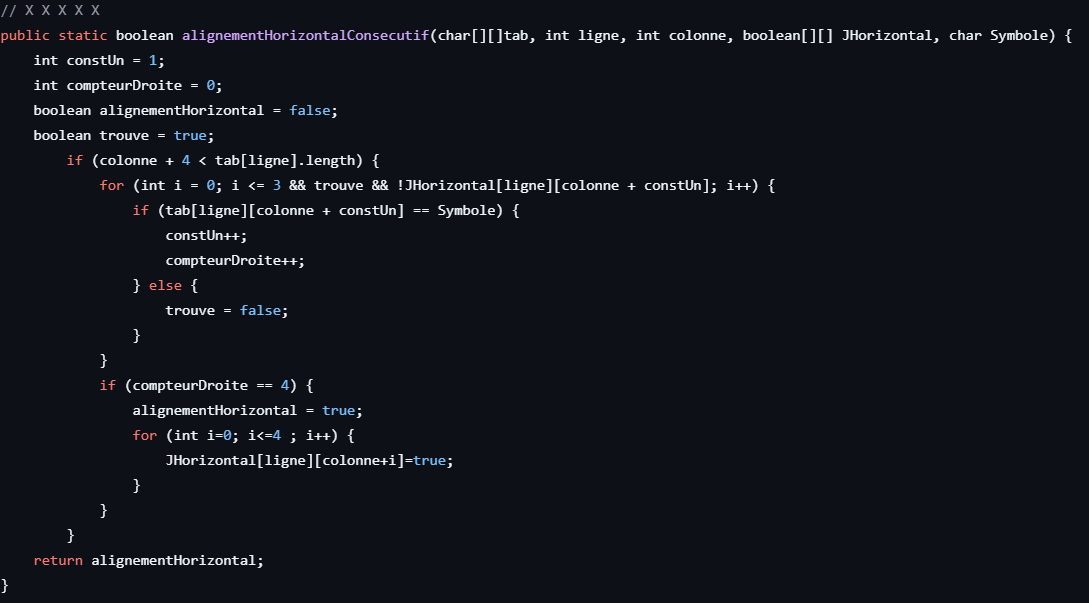 // X X X X X
public static boolean alignementHorizontalConsecutif(char[][]tab, int ligne, int colonne, boolean[][] JHorizontal, char Symbole) {
    int constUn = 1;
    int compteurDroite = 0;
    boolean alignementHorizontal = false;
    boolean trouve = true;
        if (colonne + 4 < tab[ligne].length) {
            for (int i = 0; i <= 3 && trouve && !JHorizontal[ligne][colonne + constUn]; i++) {
                if (tab[ligne][colonne + constUn] == Symbole) {
                    constUn++;
                    compteurDroite++;
                } else {
                    trouve = false;
                }
            }
            if (compteurDroite == 4) {
                alignementHorizontal = true;
                for (int i=0; i<=4 ; i++) {
                    JHorizontal[ligne][colonne+i]=true;
                }
            }
        }
    return alignementHorizontal;
}